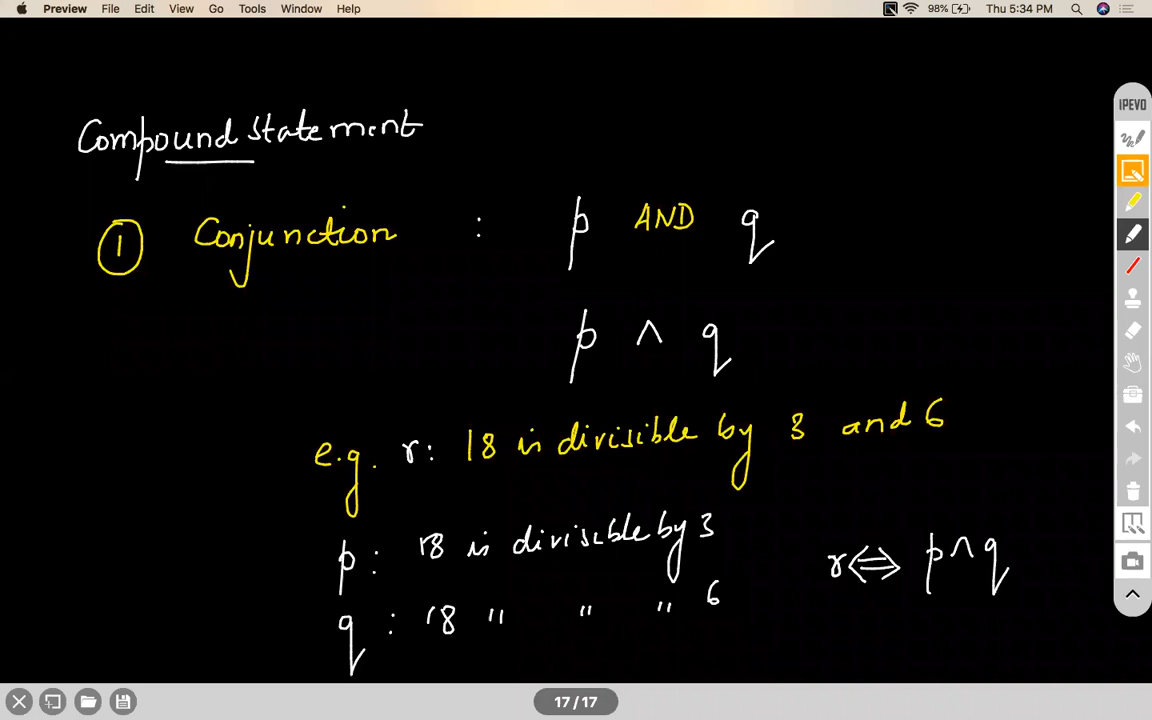 Preview File Edit View Go Tools Window Help 98% Thu 5:34 PM
IPEVO
Compound Statement
① Conjunction : p AND q
p ∧ q
e.g. r: 18 is divisible by 3 and 6
p : 18 is divisible by 3
r ⇔ p ∧ q
q : 18 " " " 6
17/17